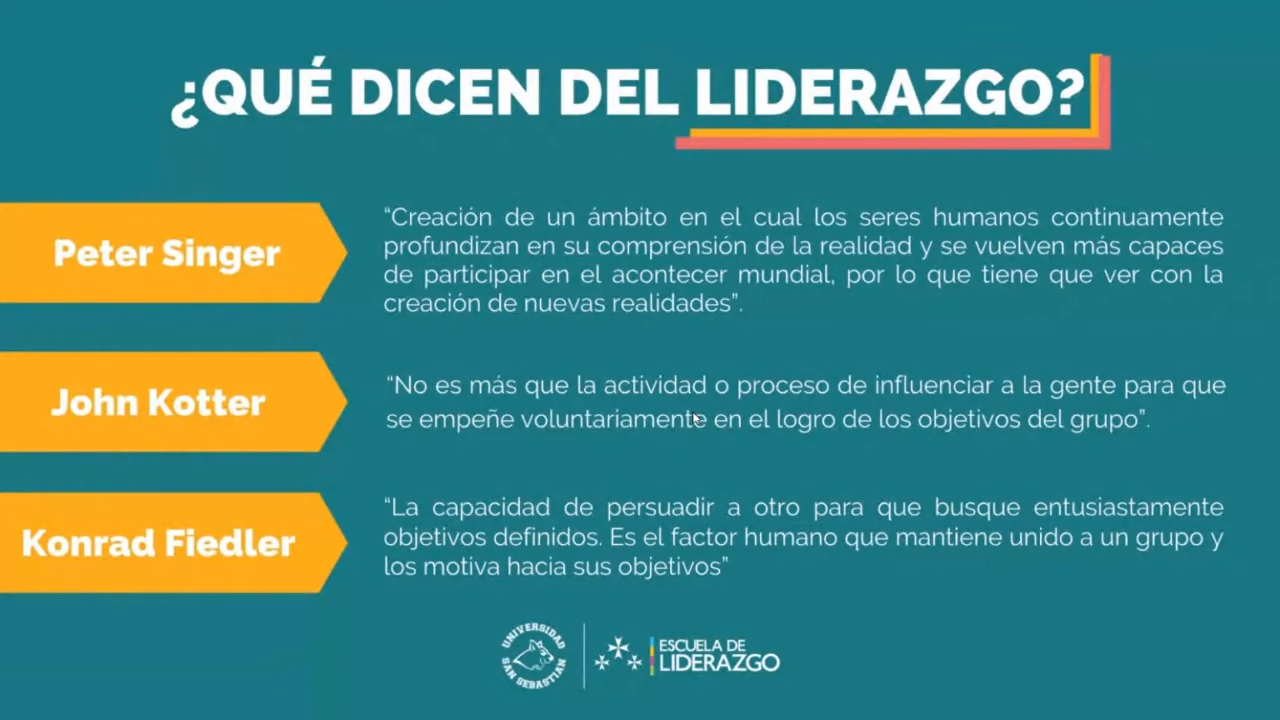 ¿QUÉ DICEN DEL LIDERAZGO?
Peter Singer
“Creación de un ámbito en el cual los seres humanos continuamente
profundizan en su comprensión de la realidad y se vuelven más capaces
de participar en el acontecer mundial, por lo que tiene que ver con la
creación de nuevas realidades”.
John Kotter
“No es más que la actividad o proceso de influenciar a la gente para que
se empeñe voluntariamente en el logro de los objetivos del grupo”.
Konrad Fiedler
“La capacidad de persuadir a otro para que busque entusiastamente
objetivos definidos. Es el factor humano que mantiene unido a un grupo y
los motiva hacia sus objetivos”
UNIVERSIDAD
SAN SEBASTIAN
ESCUELA DE
LIDERAZGO